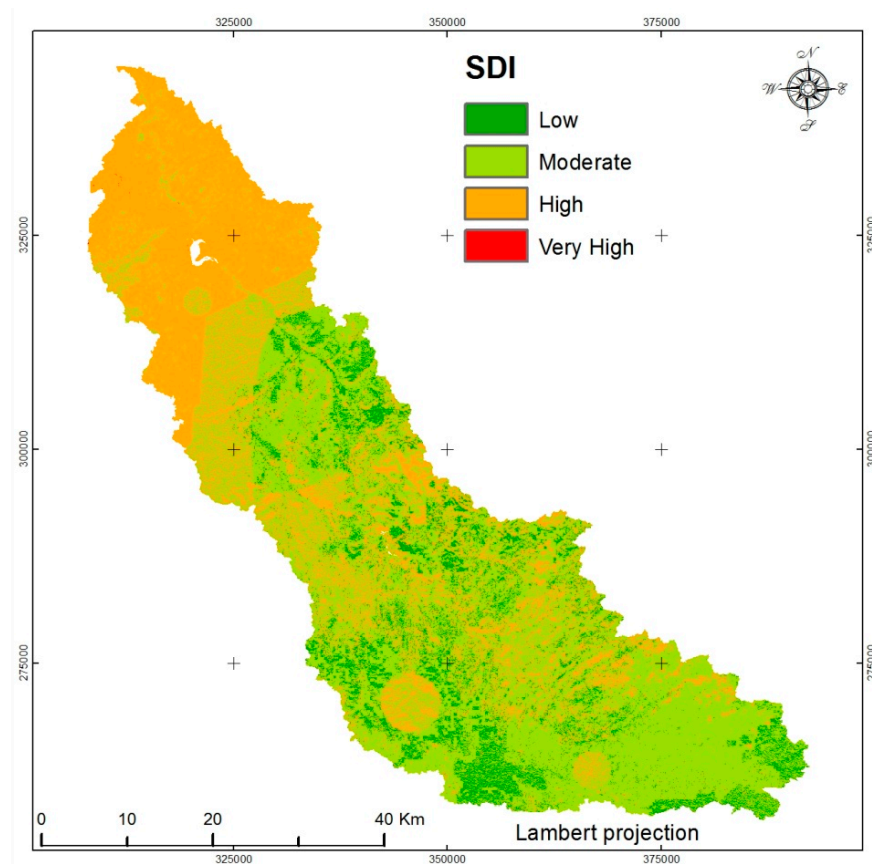 325000 350000 375000
SDI
N
W E
S
Low
Moderate
High
Very High
325000 325000
300000 300000
275000 275000
0 10 20 40 Km
Lambert projection
325000 350000 375000